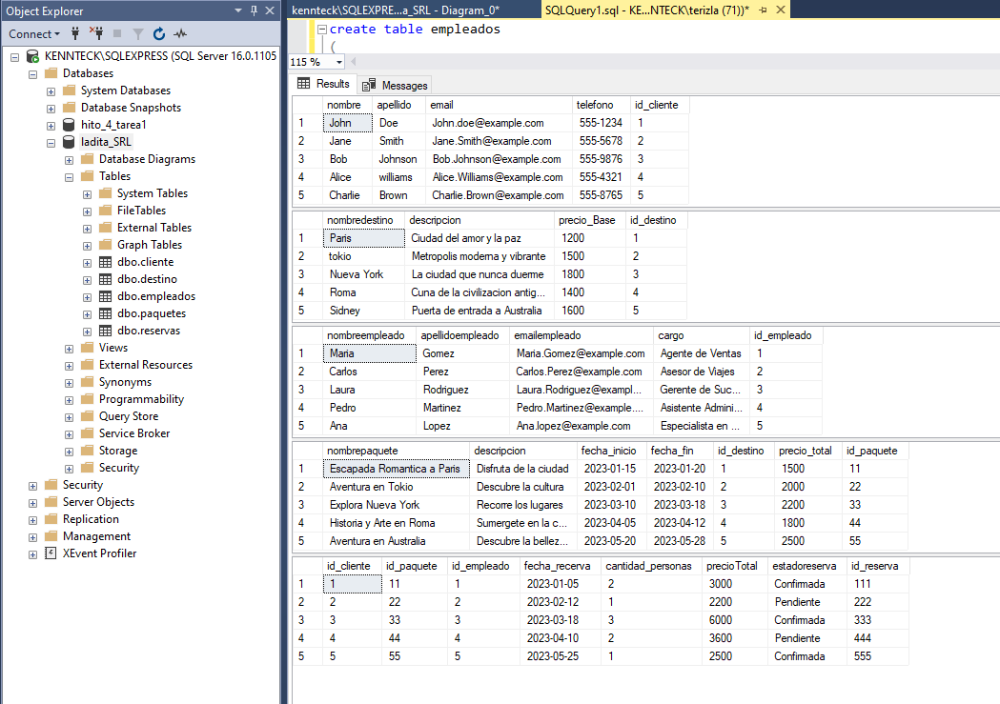 Object Explorer
Connect
KENNTECK\SQLEXPRESS (SQL Server 16.0.1105
Databases
System Databases
Database Snapshots
hito_4_tarea1
ladita_SRL
Database Diagrams
Tables
System Tables
FileTables
External Tables
Graph Tables
dbo.cliente
dbo.destino
dbo.empleados
dbo.paquetes
dbo.reservas
Views
External Resources
Synonyms
Programmability
Query Store
Service Broker
Storage
Security
Security
Server Objects
Replication
Management
XEvent Profiler
kennteck\SQLEXPRE...a_SRL - Diagram_0* SQLQuery1.sql - KE...NTECK\terizla (71))*
create table empleados
(
115 %
Results Messages
nombre apellido email telefono id_cliente
1 John Doe John.doe@example.com 555-1234 1
2 Jane Smith Jane.Smith@example.com 555-5678 2
3 Bob Johnson Bob.Johnson@example.com 555-9876 3
4 Alice williams Alice.Williams@example.com 555-4321 4
5 Charlie Brown Charlie.Brown@example.com 555-8765 5
nombredestino descripcion precio_Base id_destino
1 Paris Ciudad del amor y la paz 1200 1
2 tokio Metropolis moderna y vibrante 1500 2
3 Nueva York La ciudad que nunca duerme 1800 3
4 Roma Cuna de la civilizacion antig... 1400 4
5 Sidney Puerta de entrada a Australia 1600 5
nombreempleado apellidoempleado emailempleado cargo id_empleado
1 Maria Gomez Maria.Gomez@example.com Agente de Ventas 1
2 Carlos Perez Carlos.Perez@example.com Asesor de Viajes 2
3 Laura Rodriguez Laura.Rodriguez@exampl... Gerente de Suc... 3
4 Pedro Martinez Pedro.Martinez@example.... Asistente Admini... 4
5 Ana Lopez Ana.lopez@example.com Especialista en ... 5
nombrepaquete descripcion fecha_inicio fecha_fin id_destino precio_total id_paquete
1 Escapada Romantica a Paris Disfruta de la ciudad 2023-01-15 2023-01-20 1 1500 11
2 Aventura en Tokio Descubre la cultura 2023-02-01 2023-02-10 2 2000 22
3 Explora Nueva York Recorre los lugares 2023-03-10 2023-03-18 3 2200 33
4 Historia y Arte en Roma Sumergete en la c... 2023-04-05 2023-04-12 4 1800 44
5 Aventura en Australia Descubre la bellez... 2023-05-20 2023-05-28 5 2500 55
id_cliente id_paquete id_empleado fecha_recerva cantidad_personas precioTotal estadoreserva id_reserva
1 1 11 1 2023-01-05 2 3000 Confirmada 111
2 2 22 2 2023-02-12 1 2200 Pendiente 222
3 3 33 3 2023-03-18 3 6000 Confirmada 333
4 4 44 4 2023-04-10 2 3600 Pendiente 444
5 5 55 5 2023-05-25 1 2500 Confirmada 555